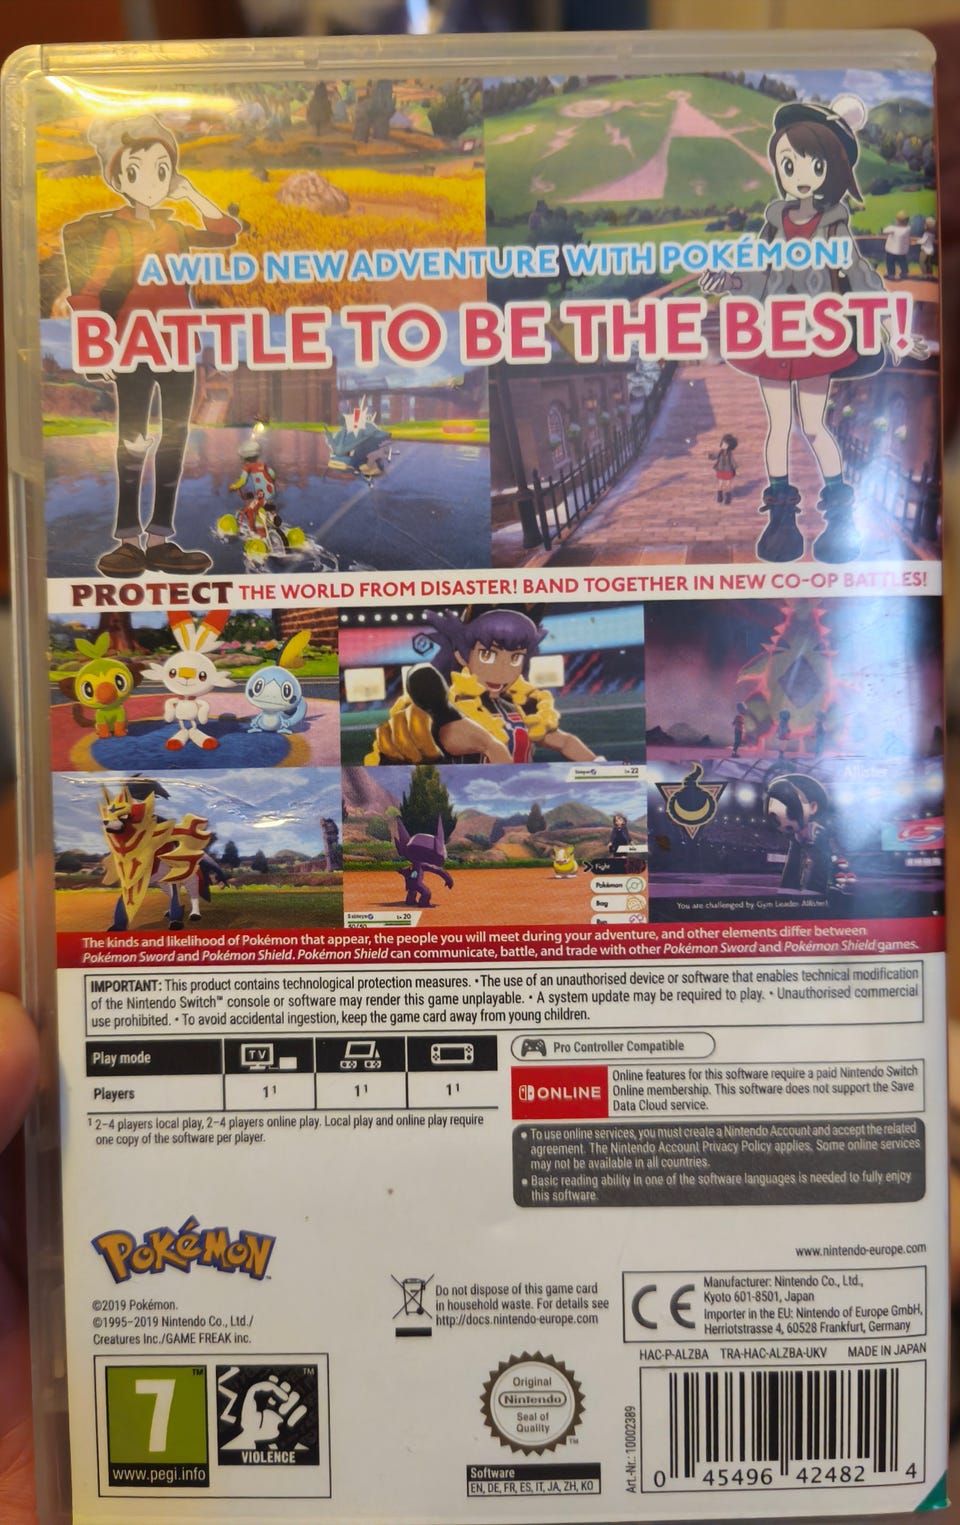 A WILD NEW ADVENTURE WITH POKÉMON!
BATTLE TO BE THE BEST!
PROTECT THE WORLD FROM DISASTER! BAND TOGETHER IN NEW CO-OP BATTLES!
Lv. 22
Allister
Fight
Pokémon
Bag
Run
Sableye Lv. 20
You are challenged by Gym Leader Allister!
The kinds and likelihood of Pokémon that appear, the people you will meet during your adventure, and other elements differ between
Pokémon Sword and Pokémon Shield. Pokémon Shield can communicate, battle, and trade with other Pokémon Sword and Pokémon Shield games.
IMPORTANT: This product contains technological protection measures. • The use of an unauthorised device or software that enables technical modification
of the Nintendo Switch™ console or software may render this game unplayable. • A system update may be required to play. • Unauthorised commercial
use prohibited. • To avoid accidental ingestion, keep the game card away from young children.
Play mode TV
Players 1¹ 1¹ 1¹
¹ 2–4 players local play, 2–4 players online play. Local play and online play require
one copy of the software per player.
Pro Controller Compatible
ONLINE
Online features for this software require a paid Nintendo Switch
Online membership. This software does not support the Save
Data Cloud service.
• To use online services, you must create a Nintendo Account and accept the related
agreement. The Nintendo Account Privacy Policy applies. Some online services
may not be available in all countries.
• Basic reading ability in one of the software languages is needed to fully enjoy
this software.
POKéMON™
©2019 Pokémon.
©1995–2019 Nintendo Co., Ltd./
Creatures Inc./GAME FREAK inc.
Do not dispose of this game card
in household waste. For details see
http://docs.nintendo-europe.com
www.nintendo-europe.com
CE
Manufacturer: Nintendo Co., Ltd.,
Kyoto 601-8501, Japan
Importer in the EU: Nintendo of Europe GmbH,
Herriotstrasse 4, 60528 Frankfurt, Germany
HAC-P-ALZBA TRA-HAC-ALZBA-UKV MADE IN JAPAN
7™
www.pegi.info
™
VIOLENCE
Original
Nintendo
Seal of
Quality
™
Software
EN, DE, FR, ES, IT, JA, ZH, KO
Art.-Nr.: 10002389
0 45496 42482 4